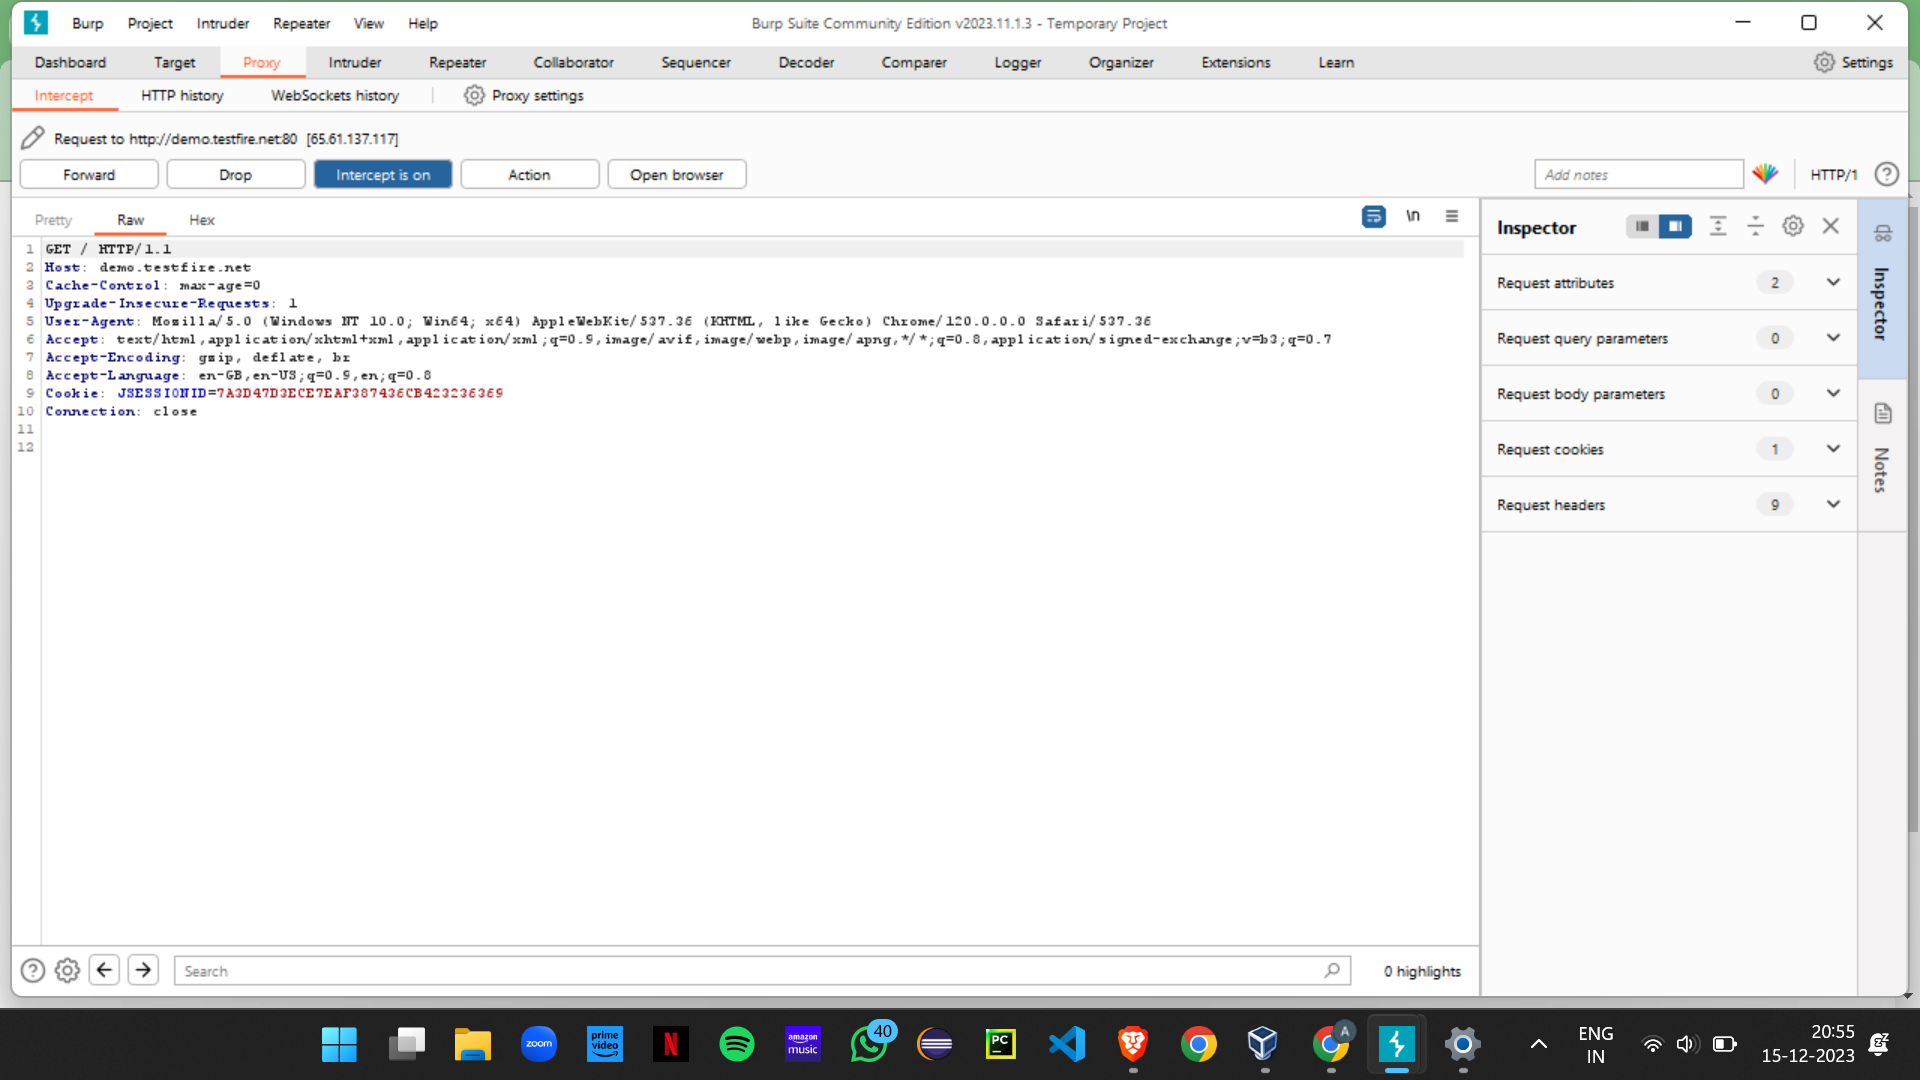 Burp Project Intruder Repeater View Help Burp Suite Community Edition v2023.11.1.3 - Temporary Project
Dashboard Target Proxy Intruder Repeater Collaborator Sequencer Decoder Comparer Logger Organizer Extensions Learn Settings
Intercept HTTP history WebSockets history Proxy settings
Request to http://demo.testfire.net:80 [65.61.137.117]
Forward Drop Intercept is on Action Open browser Add notes HTTP/1 ?
Pretty Raw Hex \n
1 GET / HTTP/1.1
2 Host: demo.testfire.net
3 Cache-Control: max-age=0
4 Upgrade-Insecure-Requests: 1
5 User-Agent: Mozilla/5.0 (Windows NT 10.0; Win64; x64) AppleWebKit/537.36 (KHTML, like Gecko) Chrome/120.0.0.0 Safari/537.36
6 Accept: text/html,application/xhtml+xml,application/xml;q=0.9,image/avif,image/webp,image/apng,*/*;q=0.8,application/signed-exchange;v=b3;q=0.7
7 Accept-Encoding: gzip, deflate, br
8 Accept-Language: en-GB,en-US;q=0.9,en;q=0.8
9 Cookie: JSESSIONID=7A3D47D3ECE7EAF387436CB423236369
10 Connection: close
11
12
Inspector
Request attributes 2
Request query parameters 0
Request body parameters 0
Request cookies 1
Request headers 9
Inspector
Notes
? Search 0 highlights
zoom
prime video
N
amazon music
40
PC
A
ENG
IN
20:55
15-12-2023